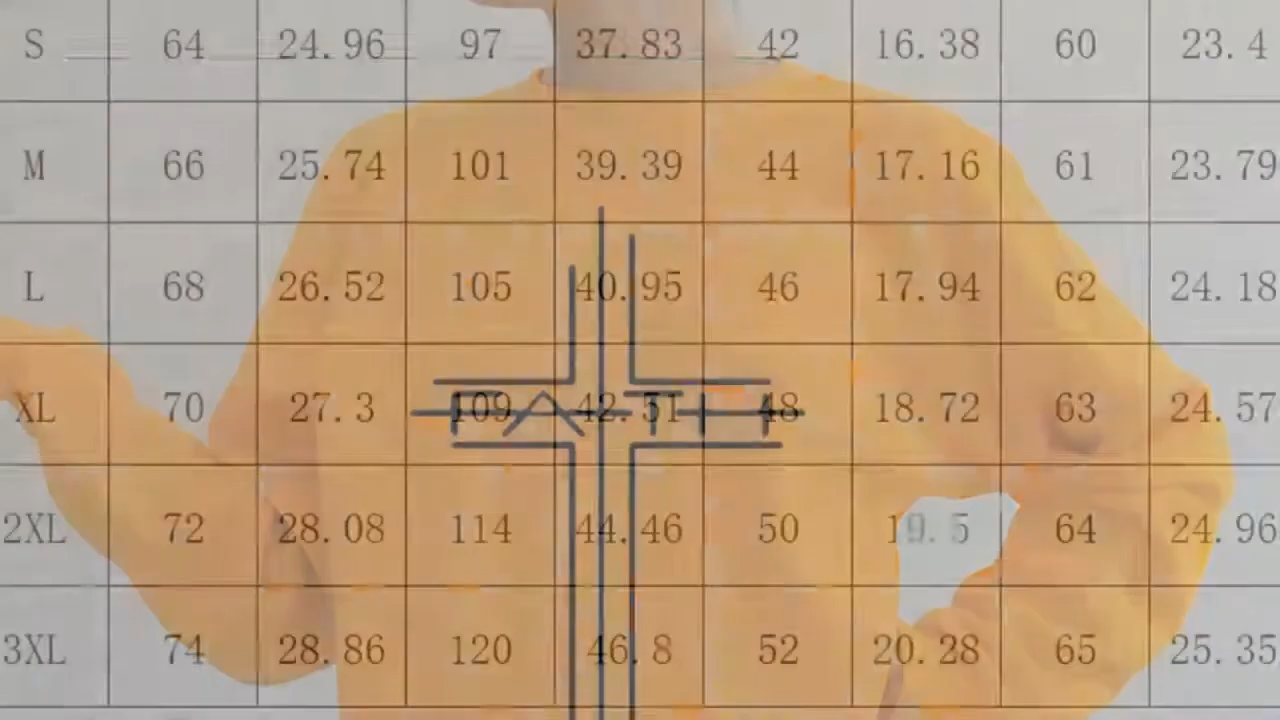 S 64 24.96 97 37.83 42 16.38 60 23.4
M 66 25.74 101 39.39 44 17.16 61 23.79
L 68 26.52 105 40.95 46 17.94 62 24.18
XL 70 27.3 109 42.51 48 18.72 63 24.57
FAITH
2XL 72 28.08 114 44.46 50 19.5 64 24.96
3XL 74 28.86 120 46.8 52 20.28 65 25.35